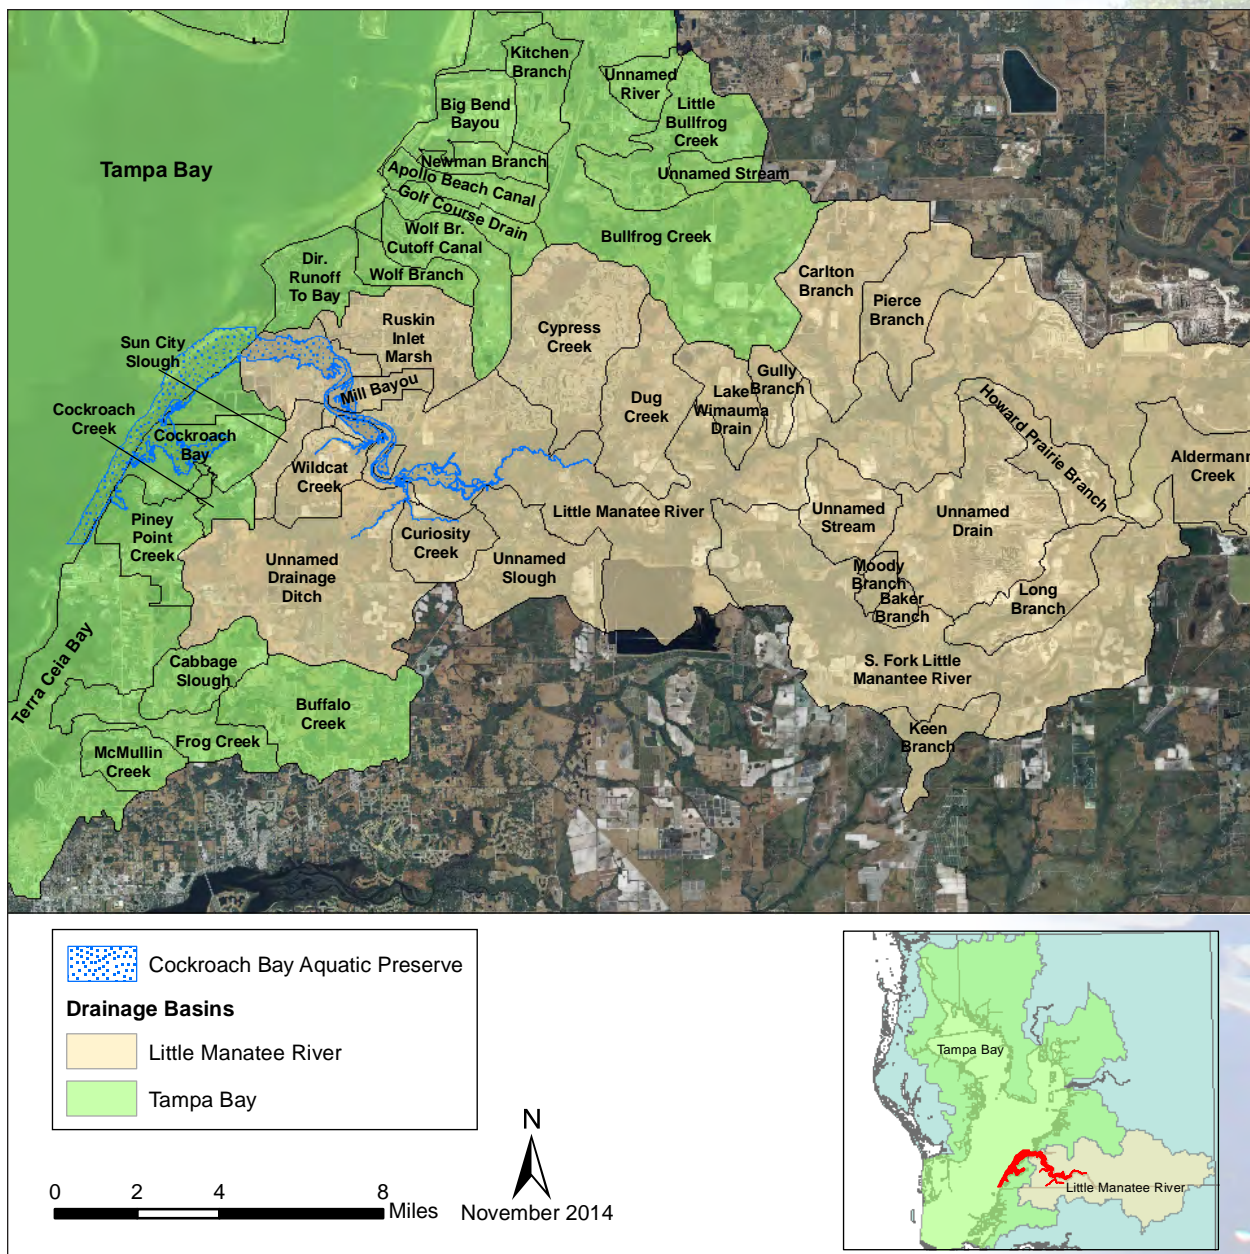 Kitchen
Branch
Unnamed
River
Big Bend
Bayou
Little
Bullfrog
Creek
Tampa Bay
Newman Branch
Apollo Beach Canal
Unnamed Stream
Golf Course Drain
Wolf Br.
Cutoff Canal
Bullfrog Creek
Dir.
Runoff
To Bay
Wolf Branch
Carlton
Branch
Pierce
Branch
Ruskin
Inlet
Marsh
Cypress
Creek
Sun City
Slough
Mill Bayou
Gully
Branch
Lake
Wimauma
Drain
Dug
Creek
Howard Prairie Branch
Cockroach
Creek
Cockroach
Bay
Wildcat
Creek
Aldermann
Creek
Piney
Point
Creek
Little Manatee River
Unnamed
Stream
Unnamed
Drain
Curiosity
Creek
Unnamed
Slough
Unnamed
Drainage
Ditch
Moody
Branch
Baker
Branch
Long
Branch
Terra Ceia Bay
Cabbage
Slough
S. Fork Little
Manantee River
Buffalo
Creek
Frog Creek
McMullin
Creek
Keen
Branch
Cockroach Bay Aquatic Preserve
Drainage Basins
Little Manatee River
Tampa Bay
N
0 2 4 8
Miles
November 2014
Tampa Bay
Little Manatee River